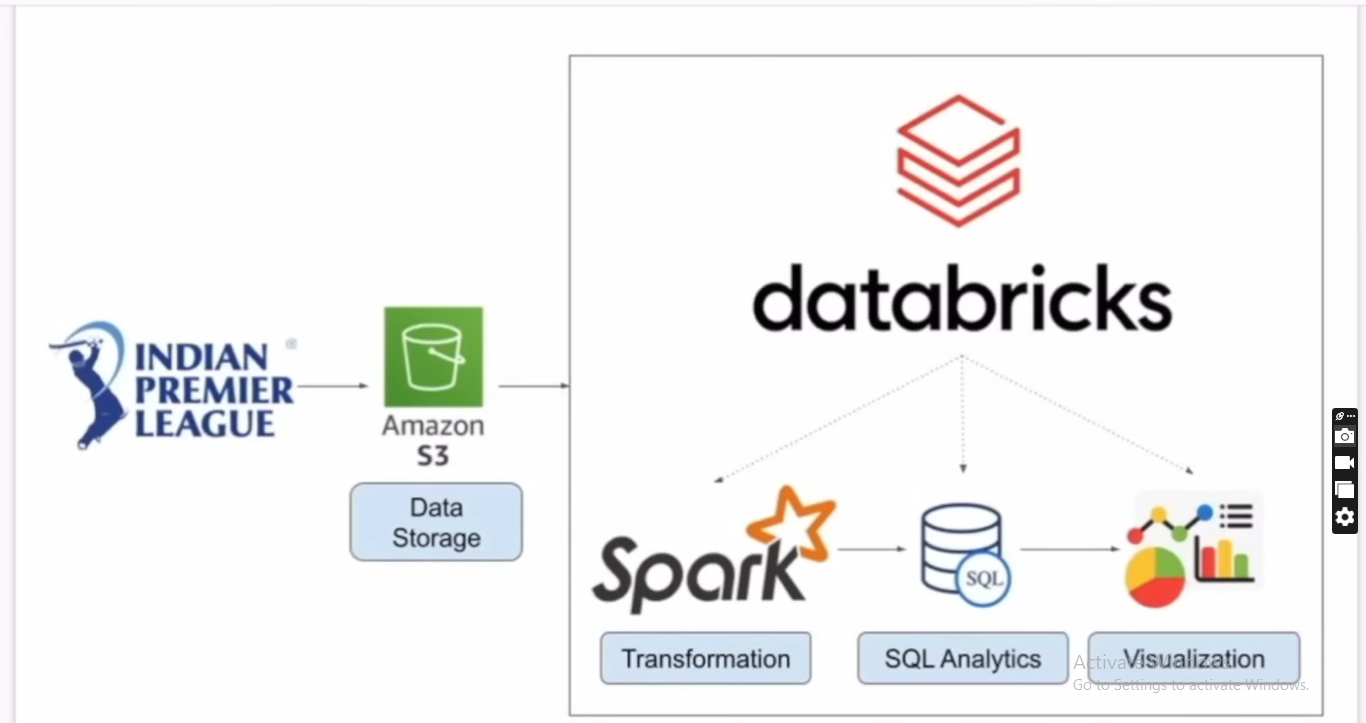 INDIAN
PREMIER
LEAGUE
Amazon
S3
Data
Storage
databricks
Spark
SQL
Transformation
SQL Analytics
Visualization
Activate Windows
Go to Settings to activate Windows.